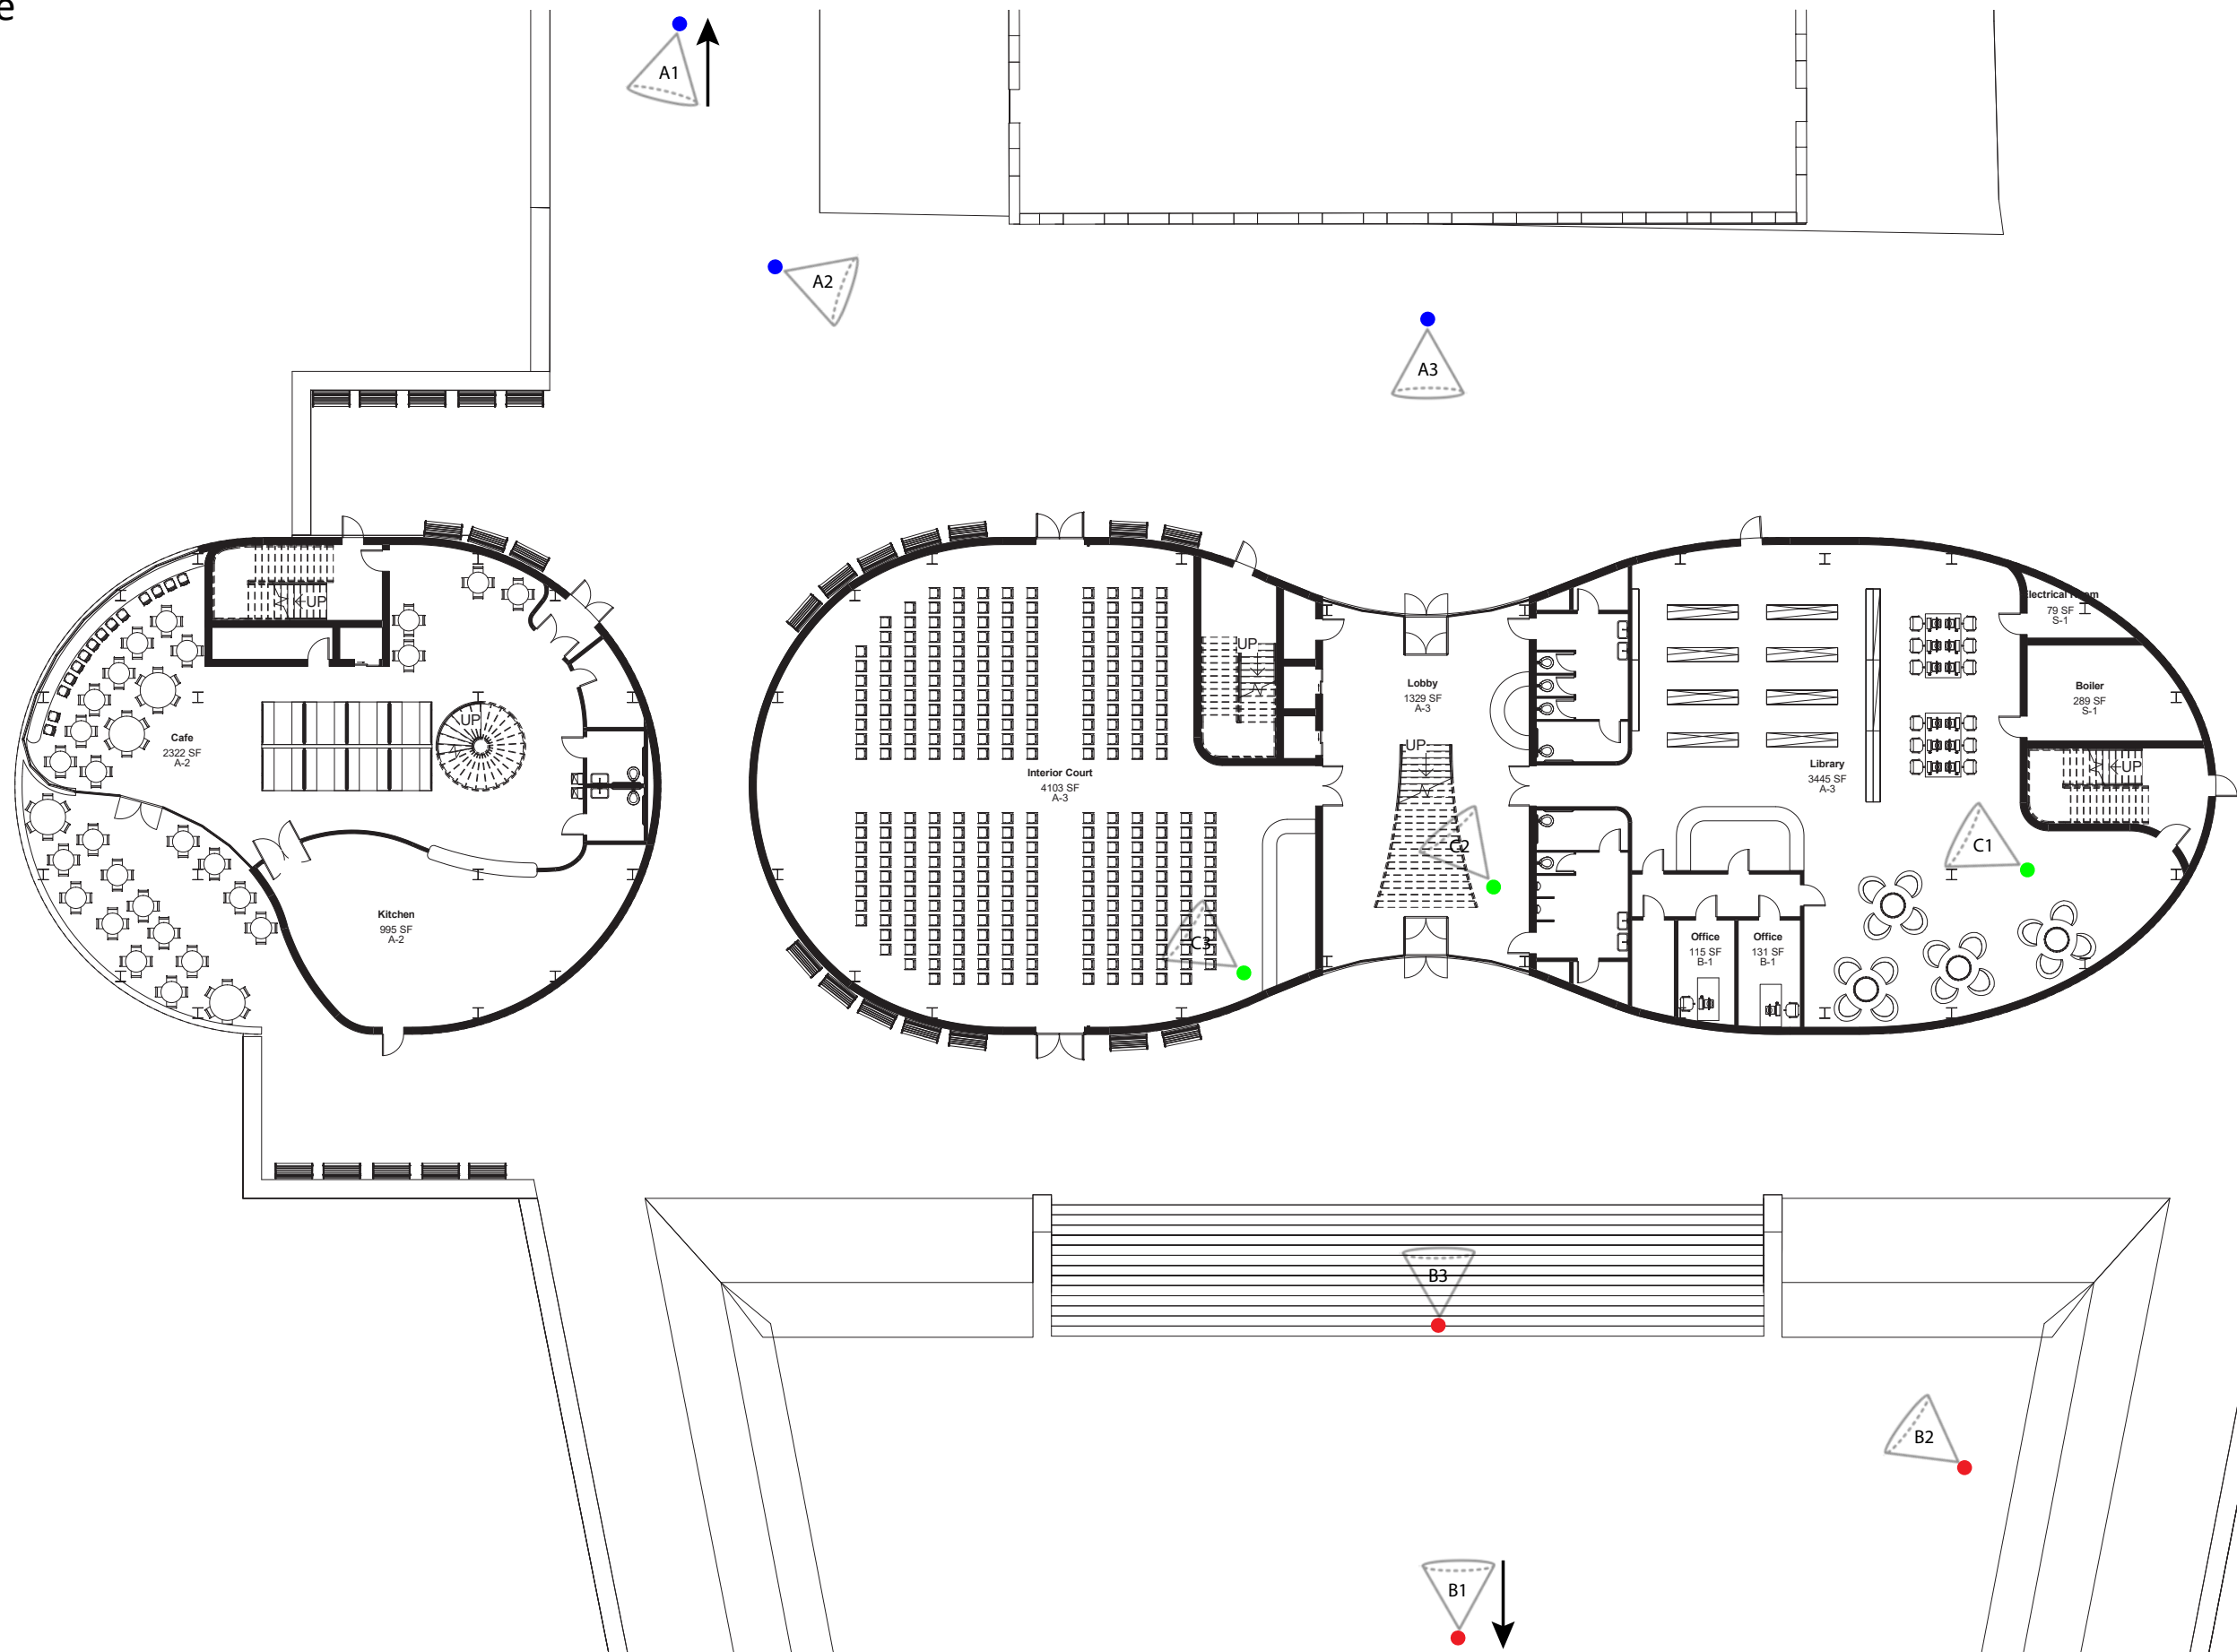 e
A1
A2
A3
UP
UP
Electrical Room
79 SF
S-1
UP
Cafe
2322 SF
A-2
Lobby
1329 SF
A-3
Boiler
289 SF
S-1
UP
Interior Court
4103 SF
A-3
Library
3445 SF
A-3
UP
C2
C1
Kitchen
995 SF
A-2
C3
Office
115 SF
B-1
Office
131 SF
B-1
B3
B2
B1